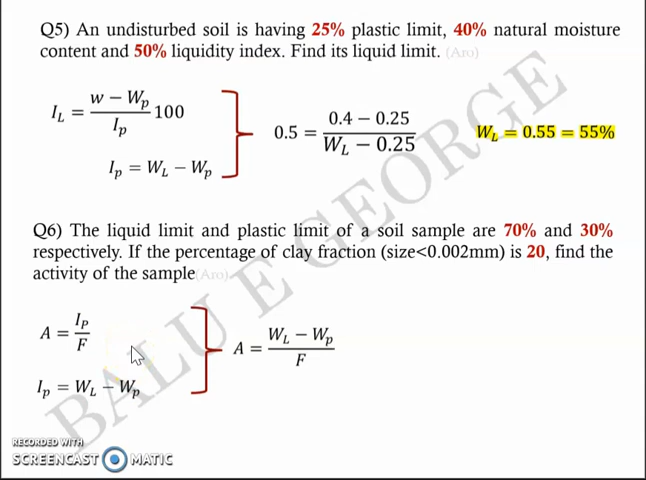 Q5) An undisturbed soil is having 25% plastic limit, 40% natural moisture
content and 50% liquidity index. Find its liquid limit. (Aro)
I_L = (w − W_p)/I_p 100
I_p = W_L − W_p
0.5 = (0.4 − 0.25)/(W_L − 0.25)
W_L = 0.55 = 55%
Q6) The liquid limit and plastic limit of a soil sample are 70% and 30%
respectively. If the percentage of clay fraction (size<0.002mm) is 20, find the
activity of the sample(Aro)
A = I_P/F
I_p = W_L − W_p
A = (W_L − W_p)/F
BALU E GEORGE
RECORDED WITH
SCREENCAST MATIC